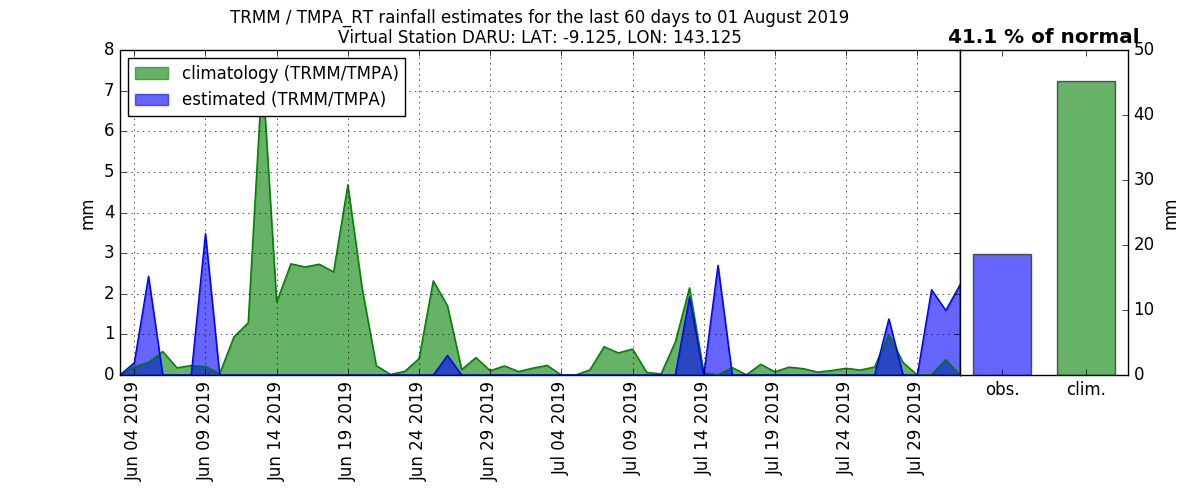 TRMM / TMPA_RT rainfall estimates for the last 60 days to 01 August 2019
Virtual Station DARU: LAT: -9.125, LON: 143.125
41.1 % of normal
climatology (TRMM/TMPA)
estimated (TRMM/TMPA)
8
7
6
5
4
3
2
1
0
mm
50
40
30
20
10
0
mm
obs.
clim.
Jun 04 2019
Jun 09 2019
Jun 14 2019
Jun 19 2019
Jun 24 2019
Jun 29 2019
Jul 04 2019
Jul 09 2019
Jul 14 2019
Jul 19 2019
Jul 24 2019
Jul 29 2019